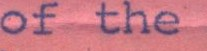 of the